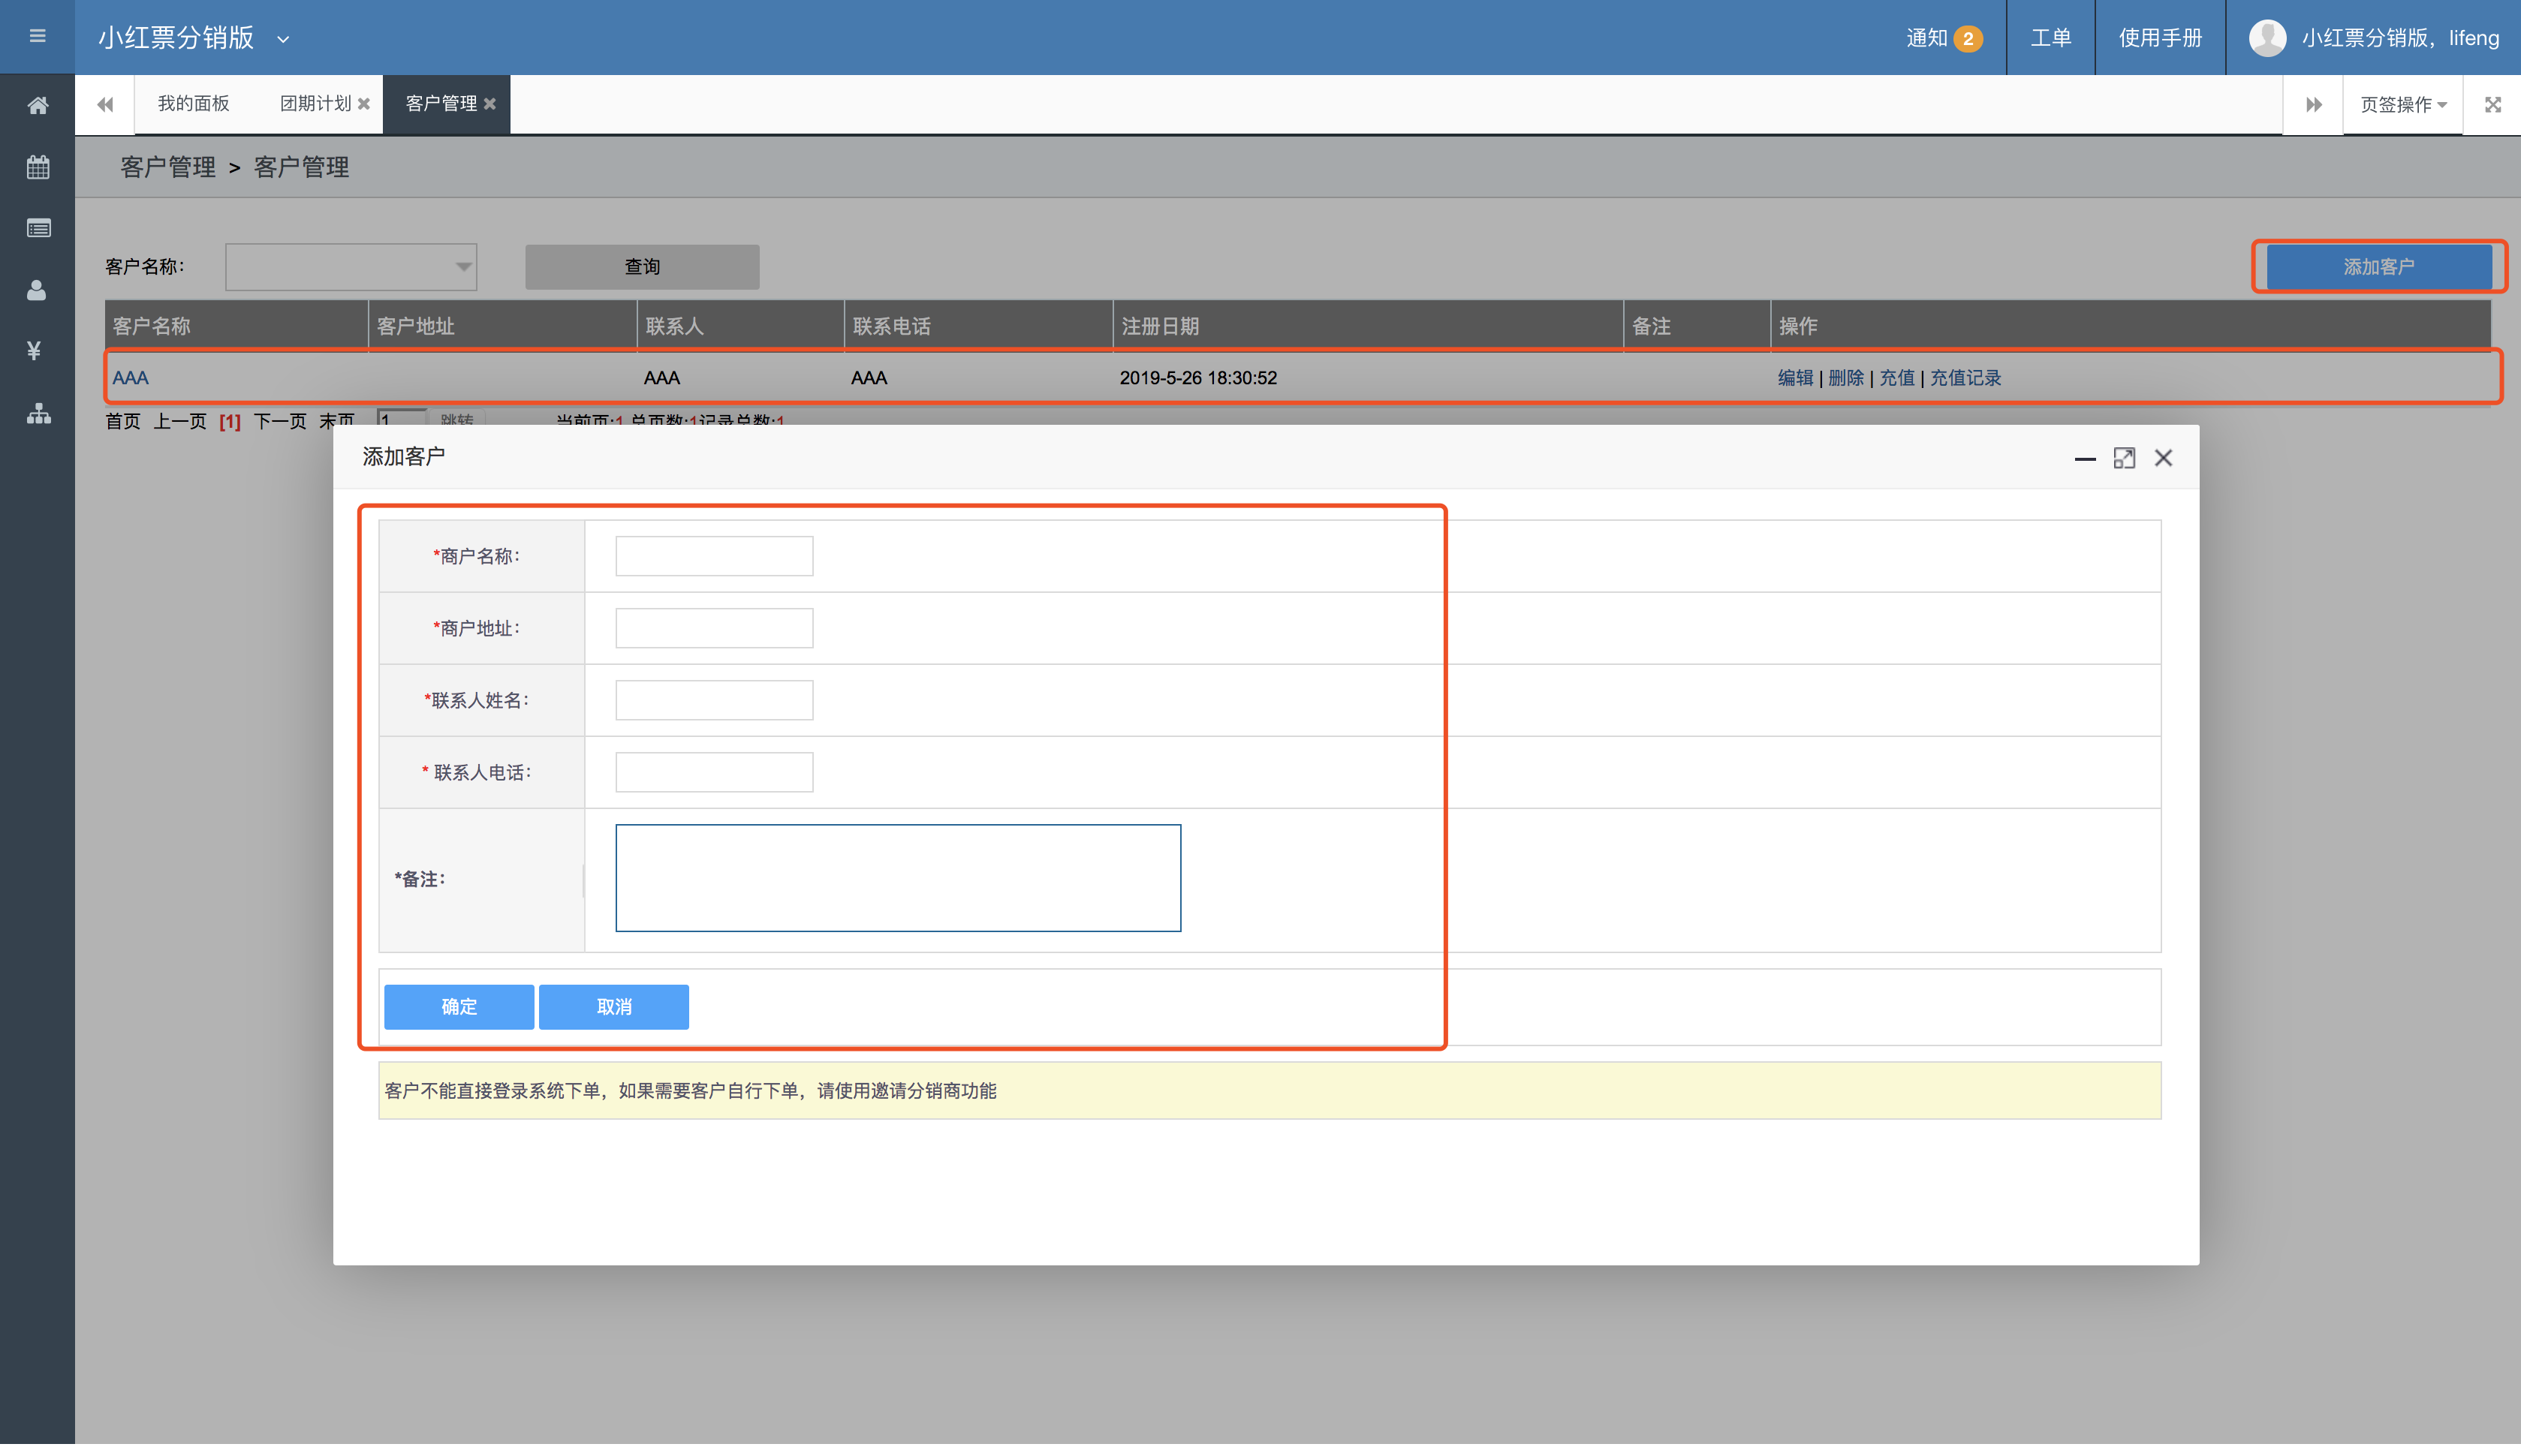 小红票分销版
通知 2 工单 使用手册 小红票分销版，lifeng
我的面板 团期计划 客户管理 页签操作
客户管理 > 客户管理
客户名称： 查询 添加客户
客户名称 客户地址 联系人 联系电话 注册日期 备注 操作
AAA AAA AAA 2019-5-26 18:30:52 编辑 | 删除 | 充值 | 充值记录
首页 上一页 [1] 下一页 末页 1 跳转 当前页:1 总页数:1记录总数:1
添加客户
*商户名称：
*商户地址：
*联系人姓名：
* 联系人电话：
*备注：
确定 取消
客户不能直接登录系统下单，如果需要客户自行下单，请使用邀请分销商功能